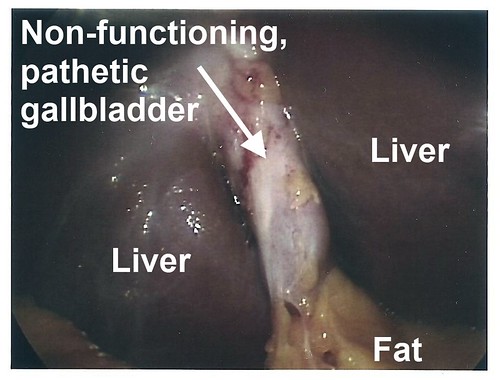 Non-functioning,
pathetic
gallbladder
Liver
Liver
Fat